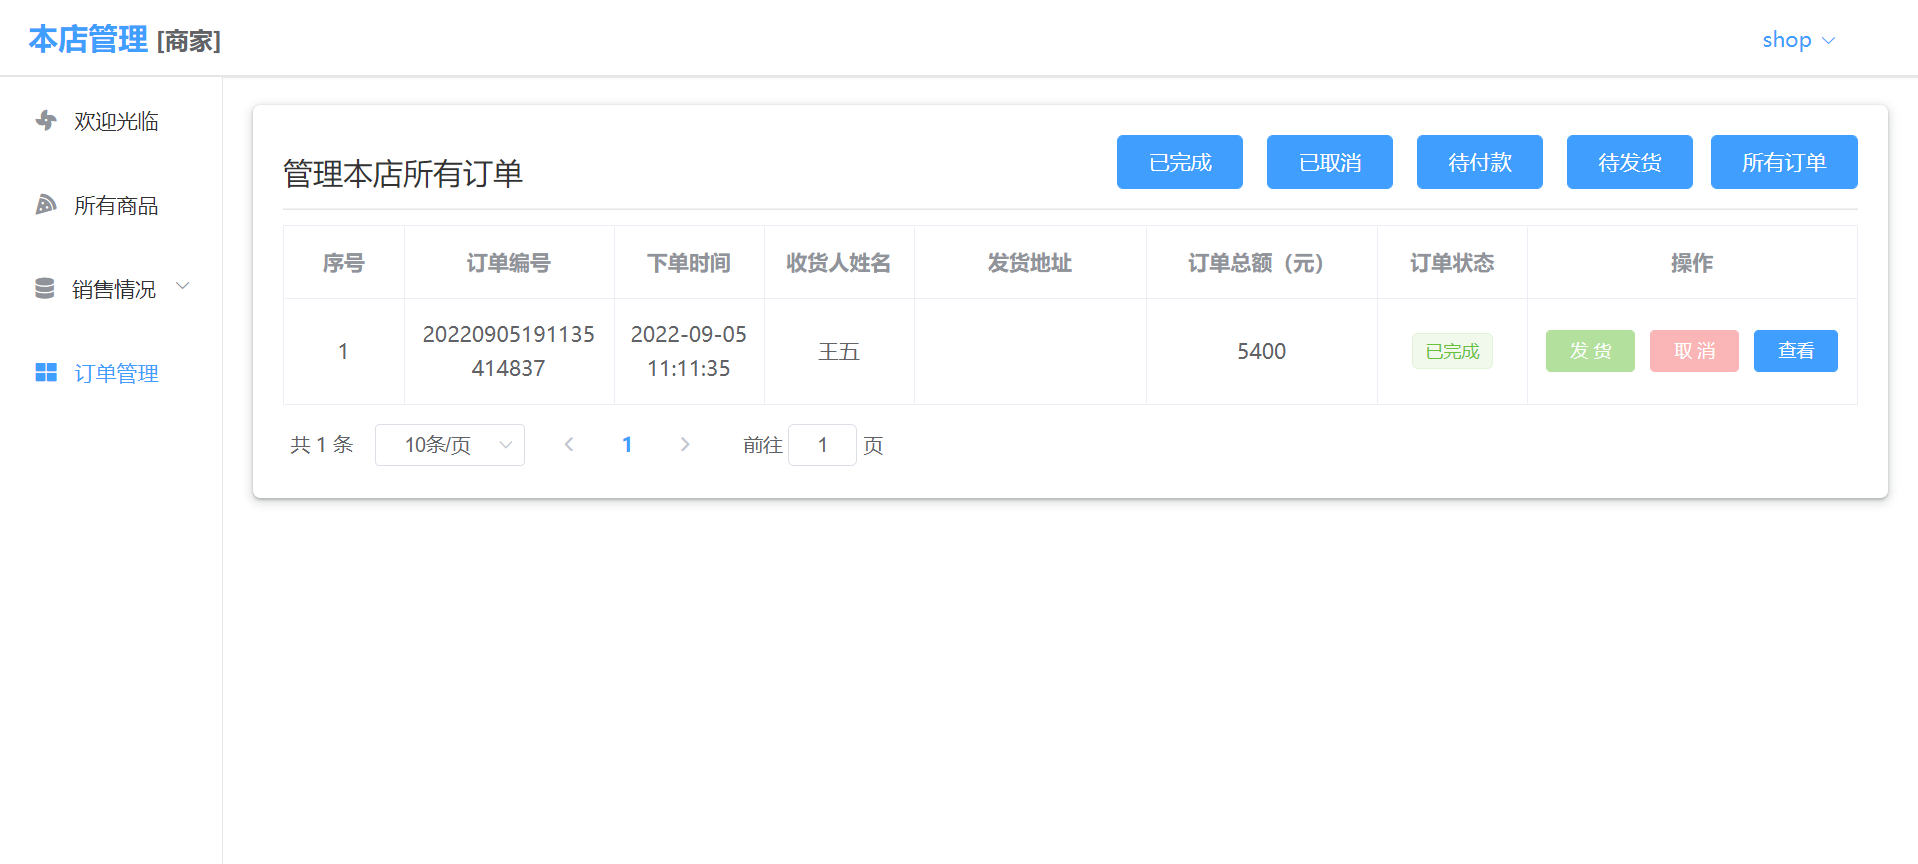 本店管理 [商家]
shop
欢迎光临
所有商品
销售情况
订单管理
管理本店所有订单
已完成 已取消 待付款 待发货 所有订单
序号 订单编号 下单时间 收货人姓名 发货地址 订单总额（元） 订单状态 操作
1 20220905191135 2022-09-05 王五 5400 已完成 发 货 取 消 查看
414837 11:11:35
共 1 条 10条/页 1 前往 1 页